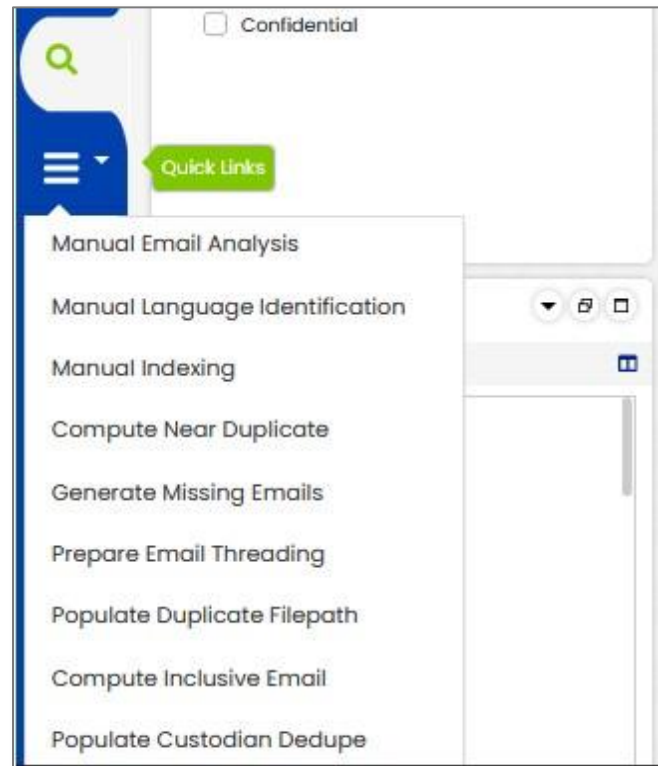 Confidential
Quick Links
Manual Email Analysis
Manual Language Identification
Manual Indexing
Compute Near Duplicate
Generate Missing Emails
Prepare Email Threading
Populate Duplicate Filepath
Compute Inclusive Email
Populate Custodian Dedupe